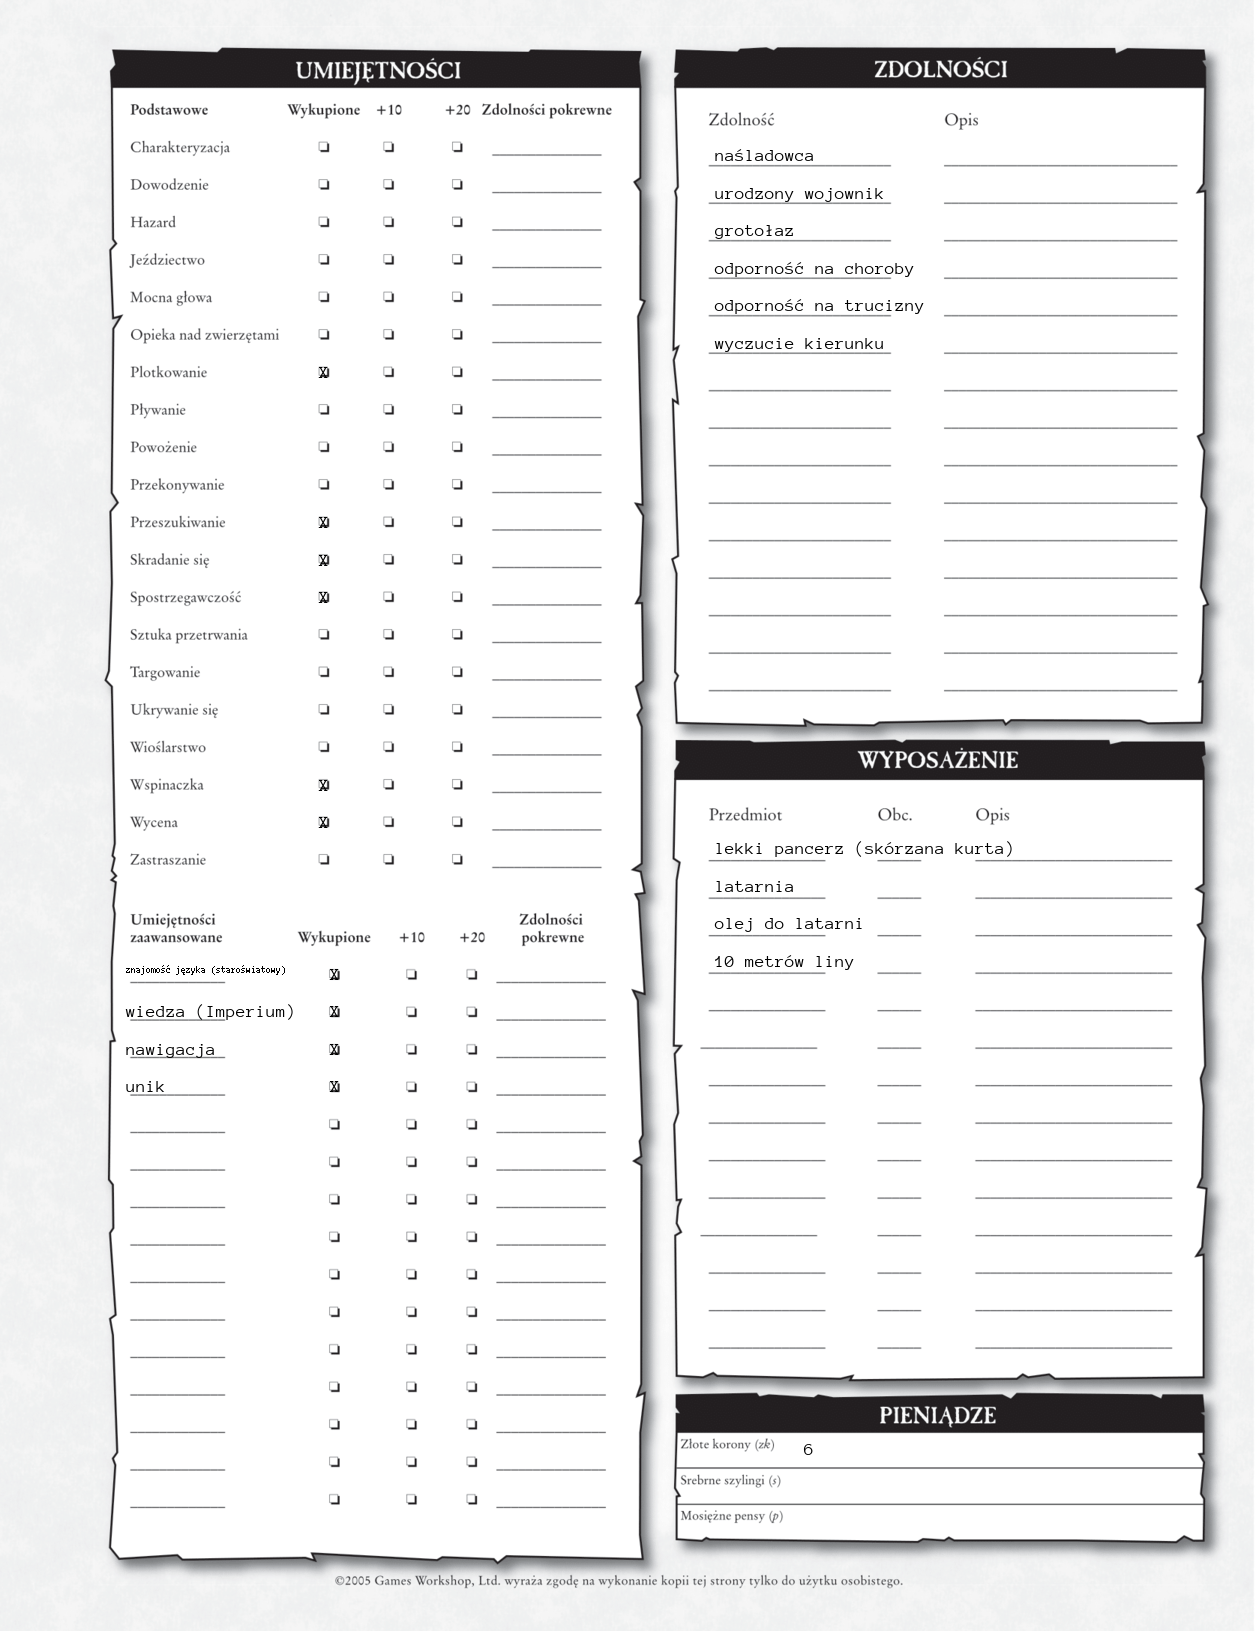 UMIEJĘTNOŚCI
Podstawowe Wykupione +10 +20 Zdolności pokrewne
Charakteryzacja
Dowodzenie
Hazard
Jeździectwo
Mocna głowa
Opieka nad zwierzętami
Plotkowanie X
Pływanie
Powożenie
Przekonywanie
Przeszukiwanie X
Skradanie się X
Spostrzegawczość X
Sztuka przetrwania
Targowanie
Ukrywanie się
Wioślarstwo
Wspinaczka X
Wycena X
Zastraszanie
Umiejętności zaawansowane Wykupione +10 +20 Zdolności pokrewne
znajomość języka (staroświatowy) X
wiedza (Imperium) X
nawigacja X
unik X
ZDOLNOŚCI
Zdolność Opis
naśladowca
urodzony wojownik
grotołaz
odporność na choroby
odporność na trucizny
wyczucie kierunku
WYPOSAŻENIE
Przedmiot Obc. Opis
lekki pancerz (skórzana kurta)
latarnia
olej do latarni
10 metrów liny
PIENIĄDZE
Złote korony (zk) 6
Srebrne szylingi (s)
Mosiężne pensy (p)
©2005 Games Workshop, Ltd. wyraża zgodę na wykonanie kopii tej strony tylko do użytku osobistego.